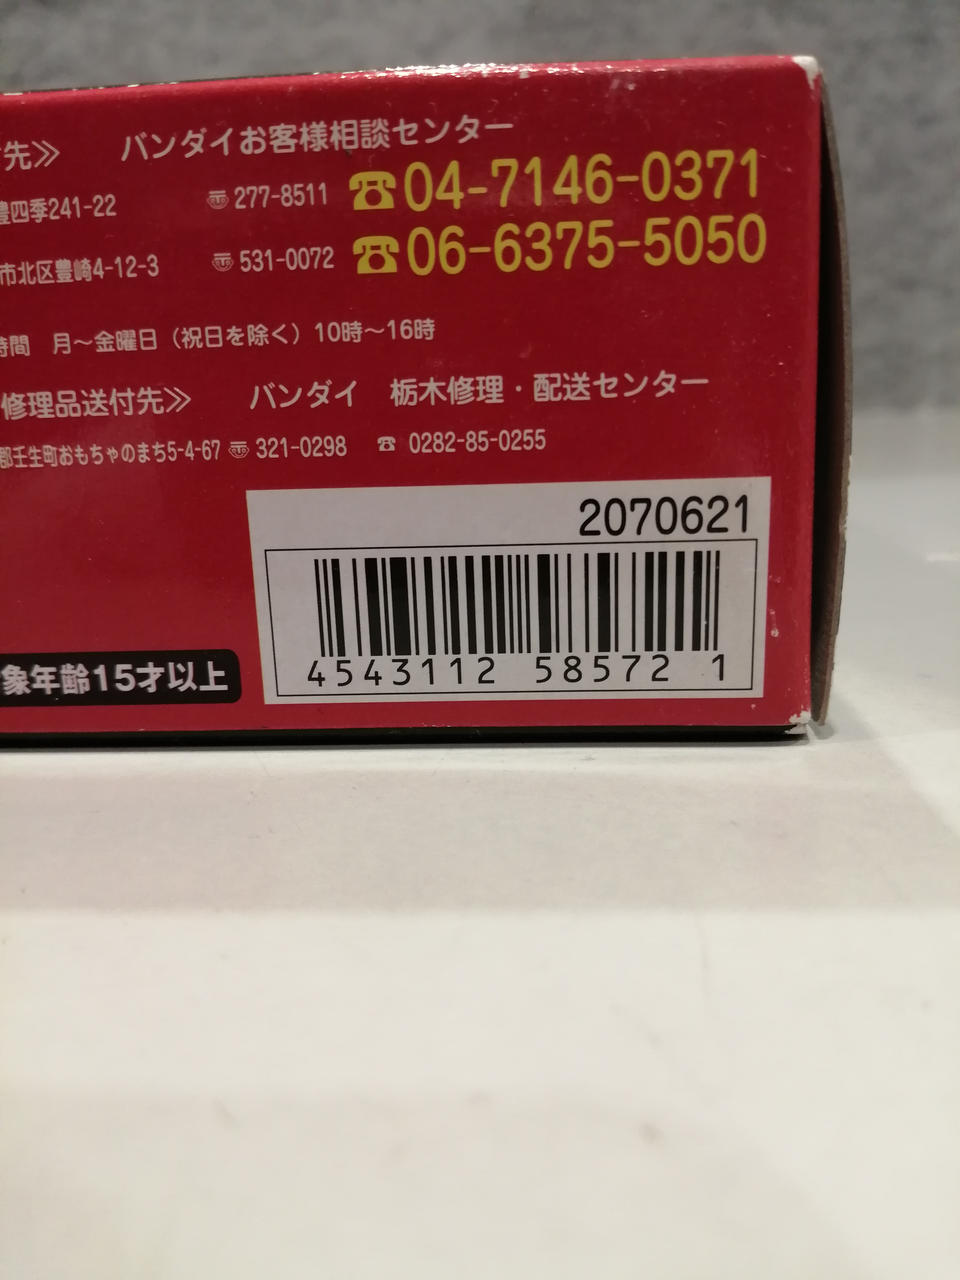 先≫ バンダイお客様相談センター
豊四季241-22 〒277-8511 ☎04-7146-0371
市北区豊崎4-12-3 〒531-0072 ☎06-6375-5050
時間 月～金曜日（祝日を除く）10時～16時
修理品送付先≫ バンダイ 栃木修理・配送センター
郡壬生町おもちゃのまち5-4-67 〒321-0298 ☎ 0282-85-0255
2070621
4543112 58572 1
象年齢15才以上